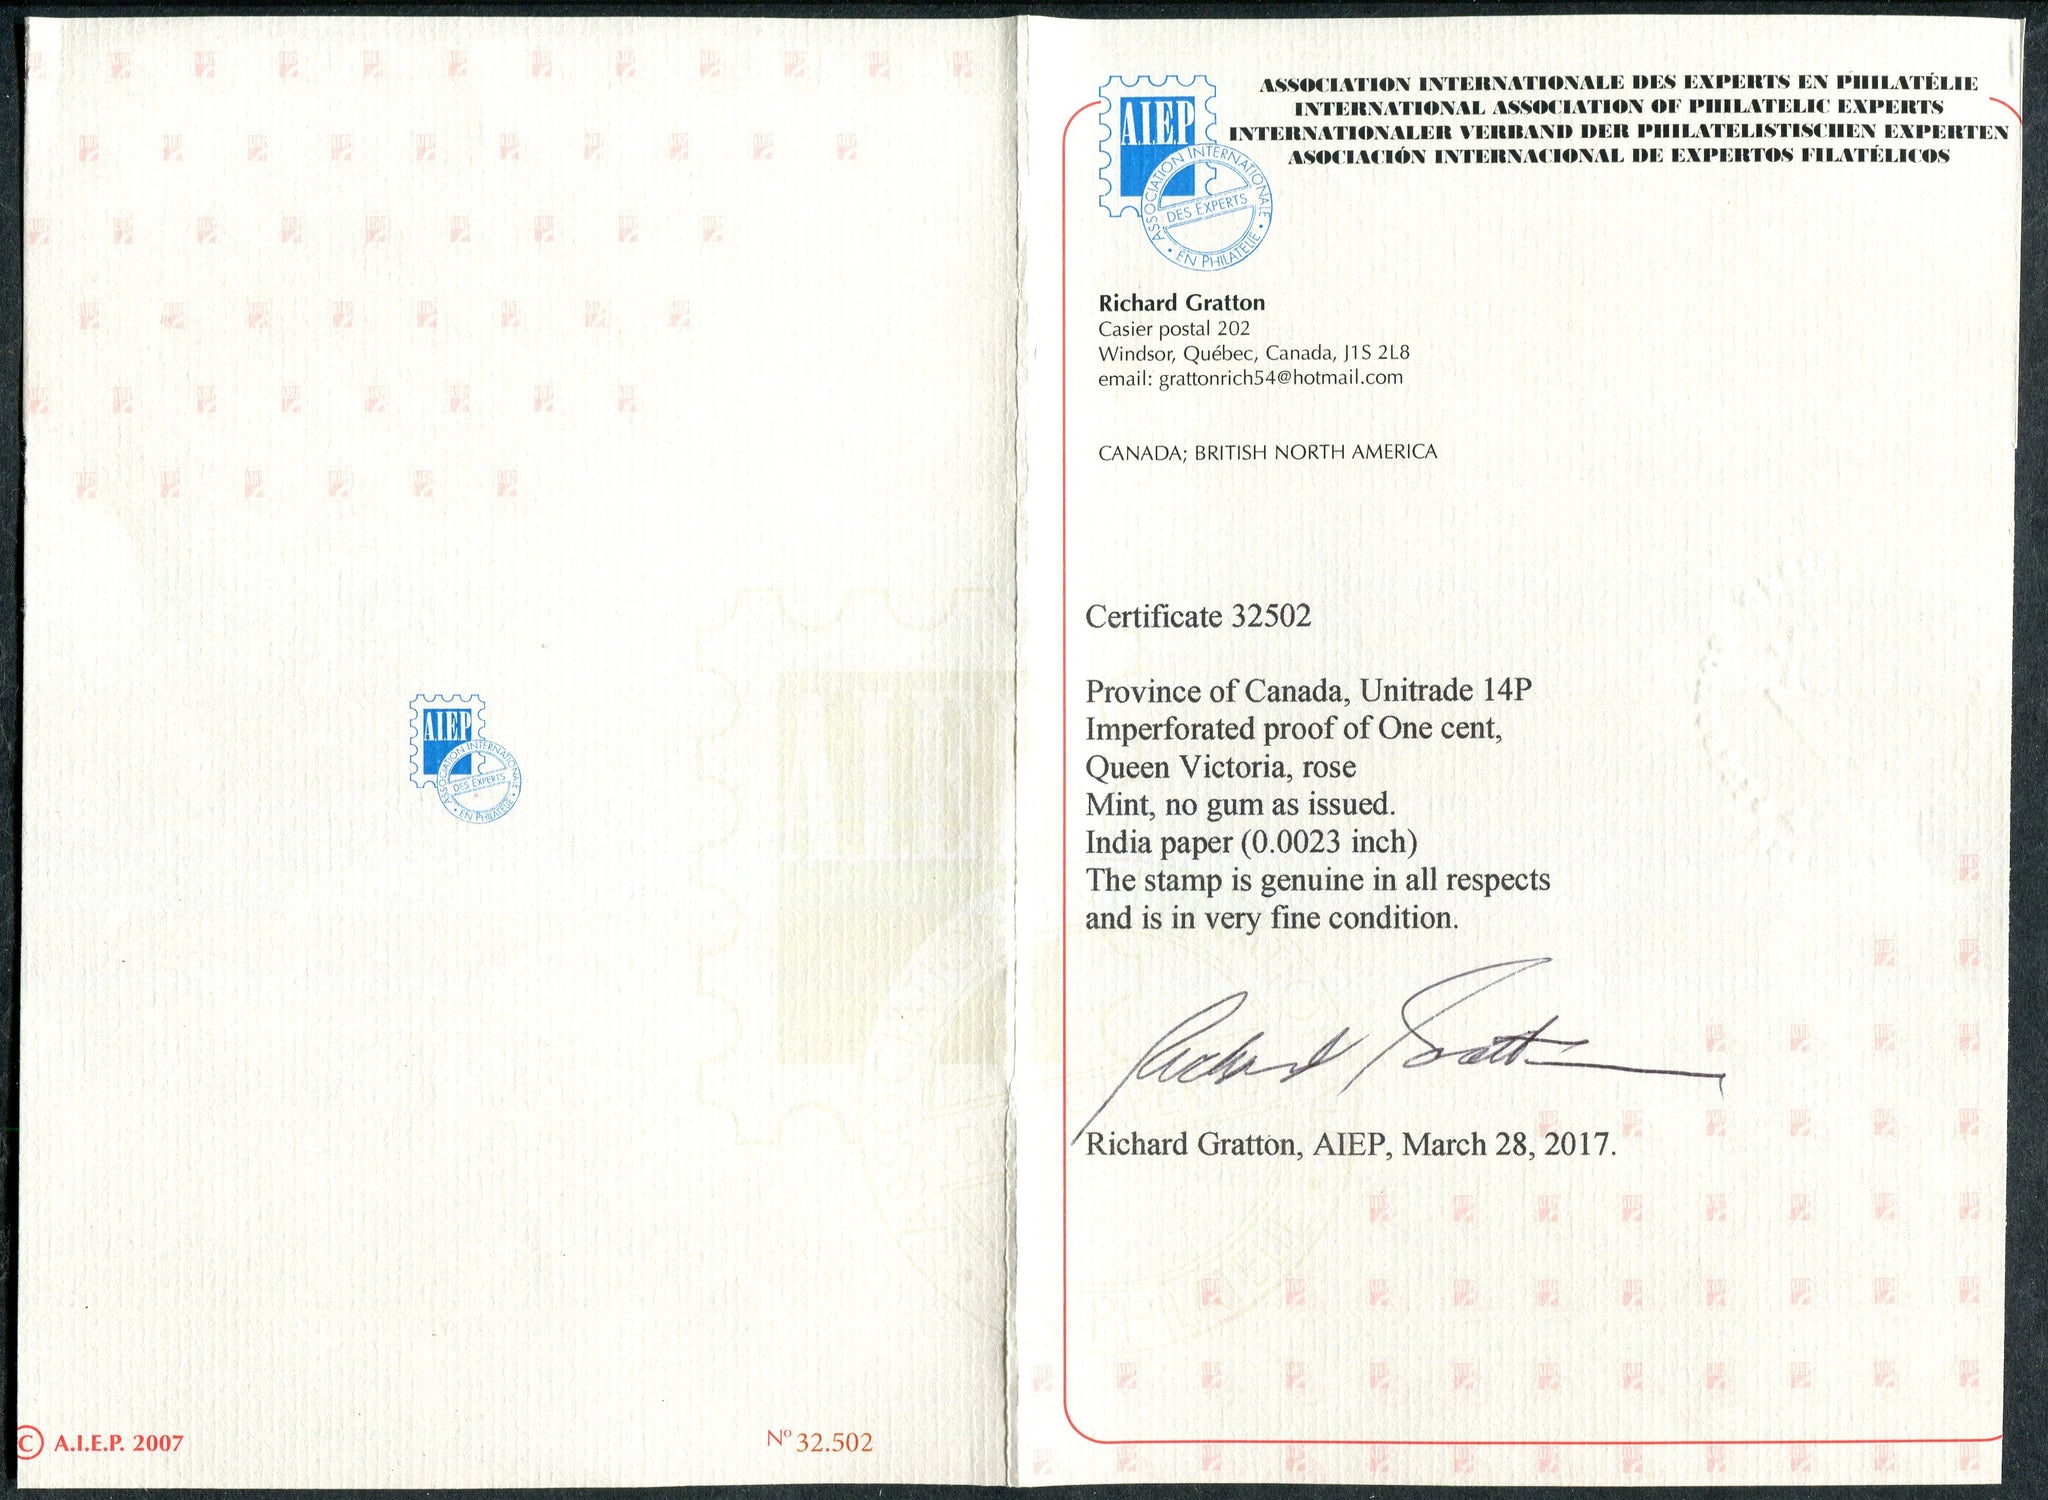 AIEP
ASSOCIATION INTERNATIONALE
DES EXPERTS
• EN PHILATÉLIE •
© A.I.E.P. 2007
Nº 32.502
AIEP
ASSOCIATION INTERNATIONALE
DES EXPERTS
• EN PHILATÉLIE •
ASSOCIATION INTERNATIONALE DES EXPERTS EN PHILATÉLIE
INTERNATIONAL ASSOCIATION OF PHILATELIC EXPERTS
INTERNATIONALER VERBAND DER PHILATELISTISCHEN EXPERTEN
ASOCIACIÓN INTERNACIONAL DE EXPERTOS FILATÉLICOS
Richard Gratton
Casier postal 202
Windsor, Québec, Canada, J1S 2L8
email: grattonrich54@hotmail.com
CANADA; BRITISH NORTH AMERICA
Certificate 32502
Province of Canada, Unitrade 14P
Imperforated proof of One cent,
Queen Victoria, rose
Mint, no gum as issued.
India paper (0.0023 inch)
The stamp is genuine in all respects
and is in very fine condition.
Richard Gratton
Richard Gratton, AIEP, March 28, 2017.